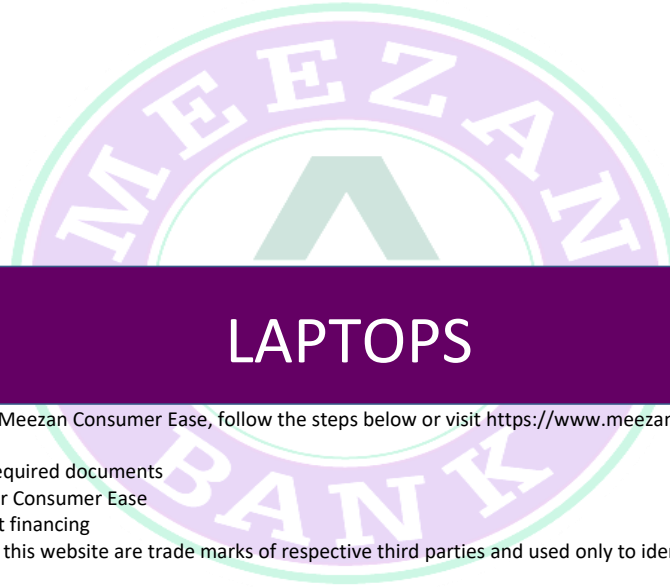 MEEZAN
LAPTOPS
Meezan Consumer Ease, follow the steps below or visit https://www.meezan
equired documents
r Consumer Ease
t financing
this website are trade marks of respective third parties and used only to iden
BANK